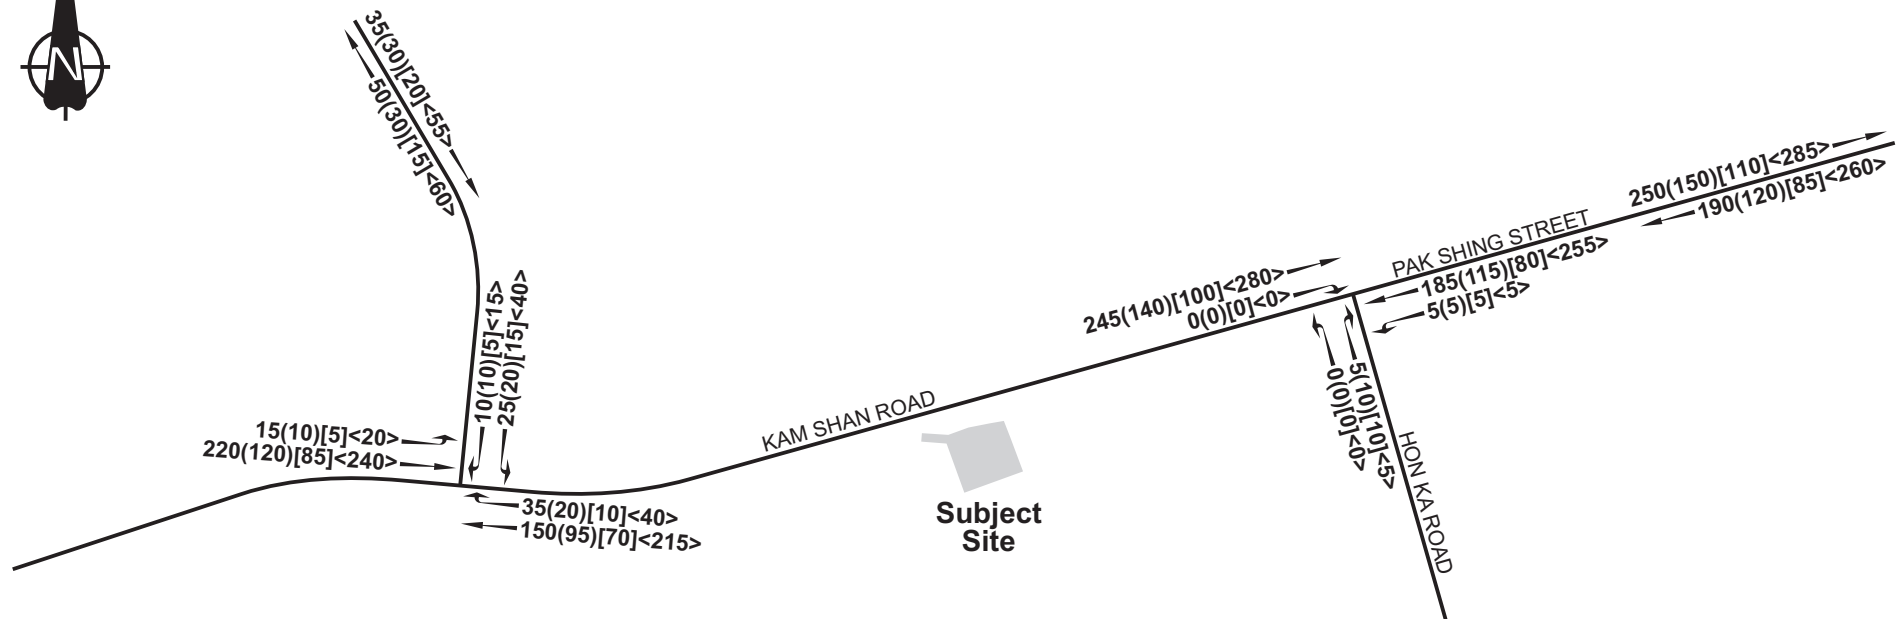 N
35(30)[20]<55>
50(30)[15]<60>
250(150)[110]<285>
190(120)[85]<260>
PAK SHING STREET
185(115)[80]<255>
5(5)[5]<5>
245(140)[100]<280>
0(0)[0]<0>
10(10)[5]<15>
25(20)[15]<40>
5(10)[10]<5>
0(0)[0]<0>
HON KA ROAD
KAM SHAN ROAD
15(10)[5]<20>
220(120)[85]<240>
35(20)[10]<40>
150(95)[70]<215>
Subject
Site